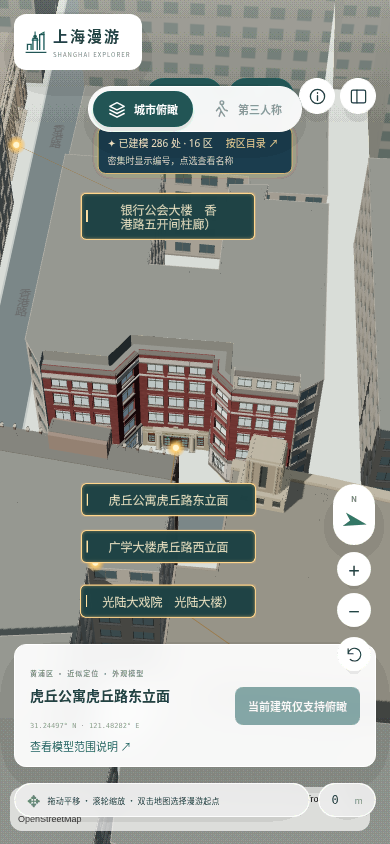 上海漫游
SHANGHAI EXPLORER
城市俯瞰
第三人称
✦ 已建模 286 处 · 16 区 按区目录 ↗
密集时显示编号，点选查看名称
银行公会大楼 香
港路五开间柱廊）
虎丘公寓虎丘路东立面
广学大楼虎丘路西立面
光陆大戏院 光陆大楼）
N
+
−
黄浦区 · 近似定位 · 外观模型
虎丘公寓虎丘路东立面
当前建筑仅支持俯瞰
31.24497° N · 121.48282° E
查看模型范围说明 ↗
拖动平移 · 滚轮缩放 · 双击地图选择漫游起点
0 m
OpenStreetMap